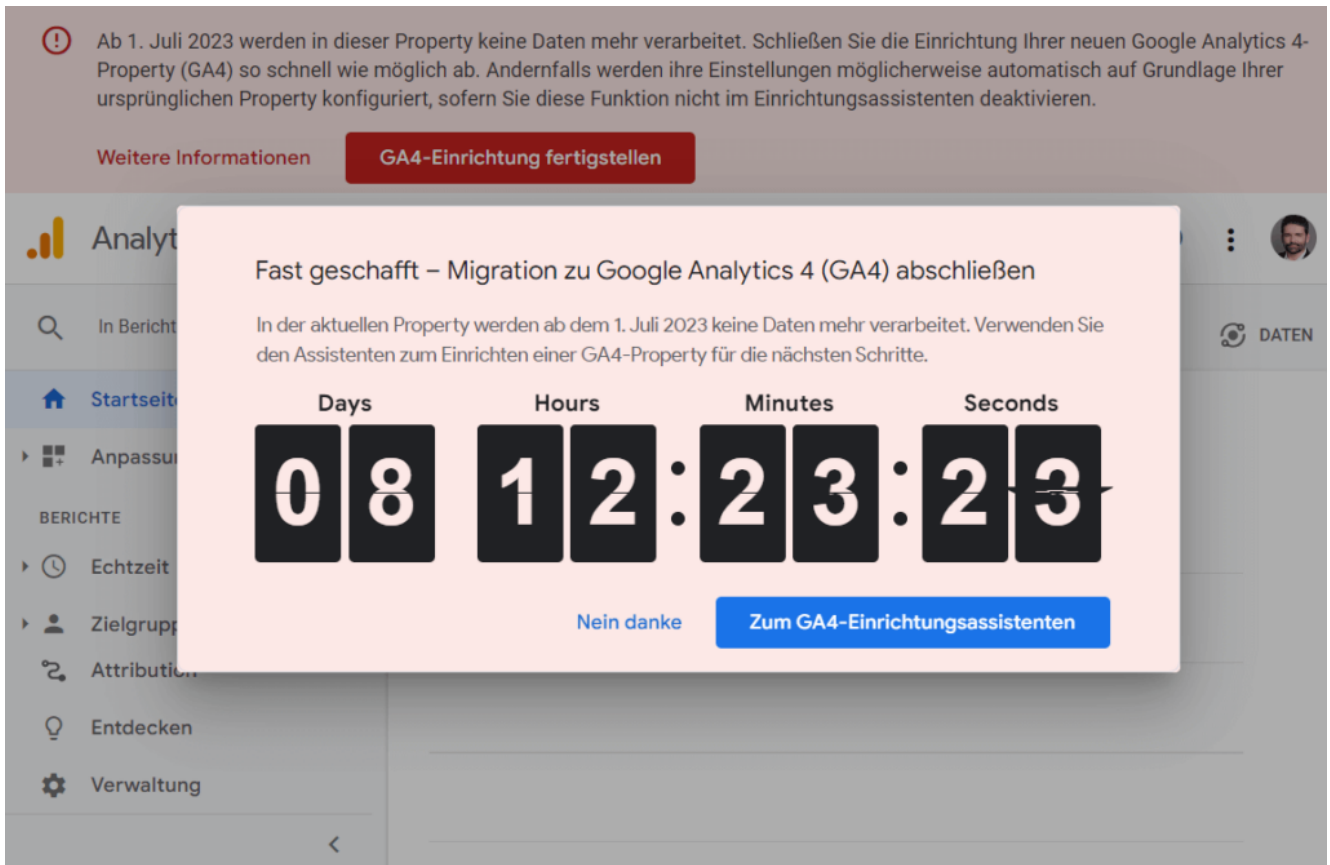 Ab 1. Juli 2023 werden in dieser Property keine Daten mehr verarbeitet. Schließen Sie die Einrichtung Ihrer neuen Google Analytics 4-
Property (GA4) so schnell wie möglich ab. Andernfalls werden ihre Einstellungen möglicherweise automatisch auf Grundlage Ihrer
ursprünglichen Property konfiguriert, sofern Sie diese Funktion nicht im Einrichtungsassistenten deaktivieren.
Weitere Informationen GA4-Einrichtung fertigstellen
Analyt
Fast geschafft – Migration zu Google Analytics 4 (GA4) abschließen
In der aktuellen Property werden ab dem 1. Juli 2023 keine Daten mehr verarbeitet. Verwenden Sie
den Assistenten zum Einrichten einer GA4-Property für die nächsten Schritte.
In Bericht
DATEN
Days Hours Minutes Seconds
08 12:23:23
Nein danke Zum GA4-Einrichtungsassistenten
Startseit
Anpassu
BERICHTE
Echtzeit
Zielgrupp
Attribution
Entdecken
Verwaltung